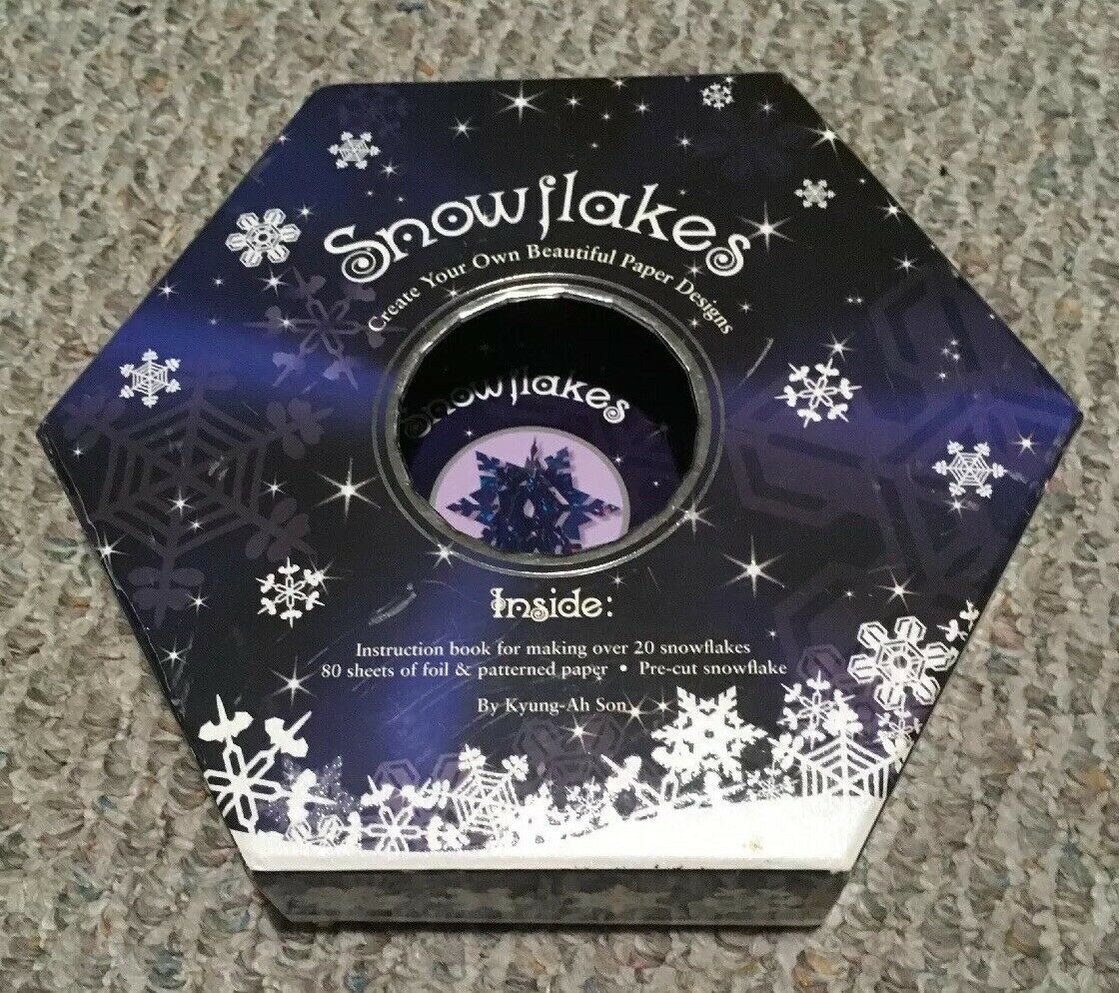 Snowflakes
Create Your Own Beautiful Paper Designs
Snowflakes
Inside:
Instruction book for making over 20 snowflakes
80 sheets of foil & patterned paper • Pre-cut snowflake
By Kyung-Ah Son